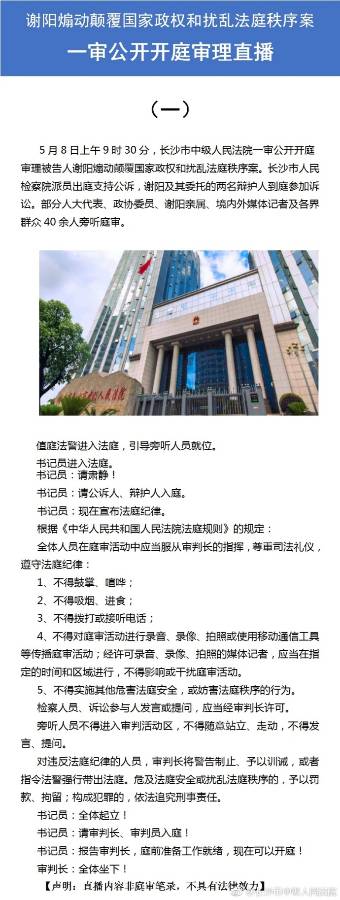 谢阳煽动颠覆国家政权和扰乱法庭秩序案
一审公开开庭审理直播
（一）
5 月 8 日上午 9 时 30 分，长沙市中级人民法院一审公开开庭
审理被告人谢阳煽动颠覆国家政权和扰乱法庭秩序案。长沙市人民
检察院派员出庭支持公诉，谢阳及其委托的两名辩护人到庭参加诉
讼。部分人大代表、政协委员、谢阳亲属、境内外媒体记者及各界
群众 40 余人旁听庭审。
值庭法警进入法庭，引导旁听人员就位。
书记员进入法庭。
书记员：请肃静！
书记员：请公诉人、辩护人入庭。
书记员：现在宣布法庭纪律。
根据《中华人民共和国人民法院法庭规则》的规定：
全体人员在庭审活动中应当服从审判长的指挥，尊重司法礼仪，
遵守法庭纪律：
1、不得鼓掌、喧哗；
2、不得吸烟、进食；
3、不得拨打或接听电话；
4、不得对庭审活动进行录音、录像、拍照或使用移动通信工具
等传播庭审活动；经许可录音、录像、拍照的媒体记者，应当在指
定的时间和区域进行，不得影响或干扰庭审活动。
5、不得实施其他危害法庭安全，或妨害法庭秩序的行为。
检察人员、诉讼参与人发言或提问，应当经审判长许可。
旁听人员不得进入审判活动区，不得随意站立、走动，不得发
言、提问。
对违反法庭纪律的人员，审判长将警告制止、予以训诫，或者
指令法警强行带出法庭。危及法庭安全或扰乱法庭秩序的，予以罚
款、拘留；构成犯罪的，依法追究刑事责任。
书记员：全体起立！
书记员：请审判长、审判员入庭！
书记员：报告审判长，庭前准备工作就绪，现在可以开庭！
审判长：全体坐下！
【声明：直播内容非庭审笔录，不具有法律效力】